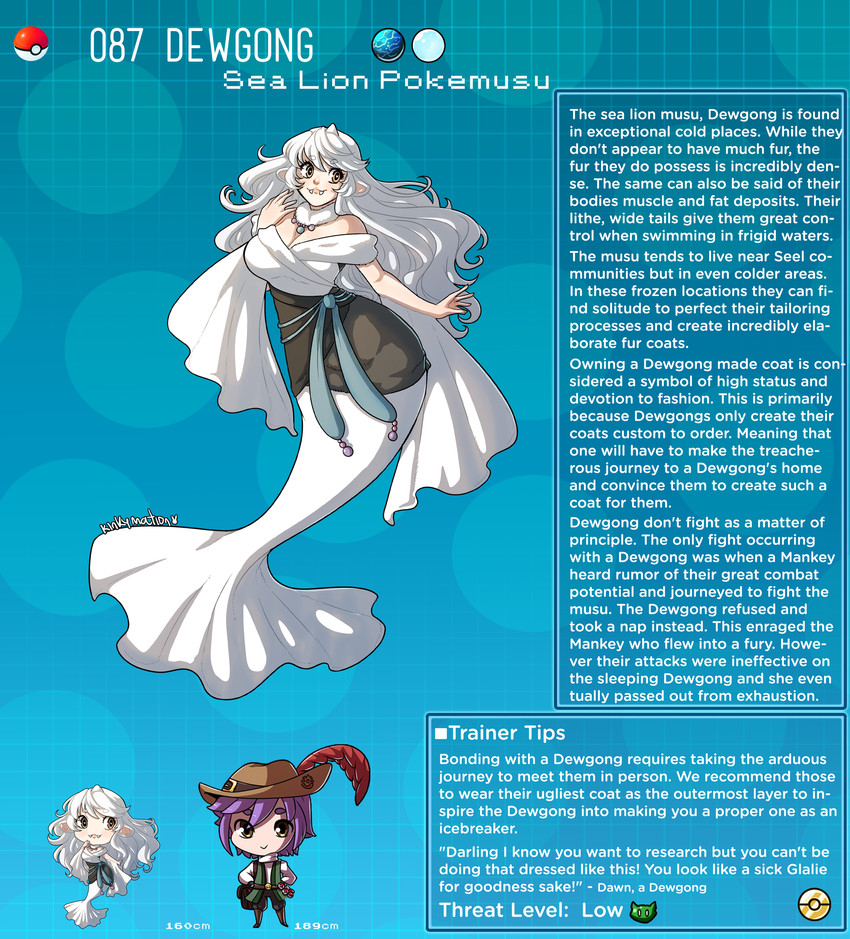 087 DEWGONG
Sea Lion Pokemusu
The sea lion musu, Dewgong is found
in exceptional cold places. While they
don't appear to have much fur, the
fur they do possess is incredibly den-
se. The same can also be said of their
bodies muscle and fat deposits. Their
lithe, wide tails give them great con-
trol when swimming in frigid waters.
The musu tends to live near Seel co-
mmunities but in even colder areas.
In these frozen locations they can fi-
nd solitude to perfect their tailoring
processes and create incredibly ela-
borate fur coats.
Owning a Dewgong made coat is con-
sidered a symbol of high status and
devotion to fashion. This is primarily
because Dewgongs only create their
coats custom to order. Meaning that
one will have to make the treache-
rous journey to a Dewgong's home
and convince them to create such a
coat for them.
Dewgong don't fight as a matter of
principle. The only fight occurring
with a Dewgong was when a Mankey
heard rumor of their great combat
potential and journeyed to fight the
musu. The Dewgong refused and
took a nap instead. This enraged the
Mankey who flew into a fury. Howe-
ver their attacks were ineffective on
the sleeping Dewgong and she even
tually passed out from exhaustion.
Kinkymation
Trainer Tips
Bonding with a Dewgong requires taking the arduous
journey to meet them in person. We recommend those
to wear their ugliest coat as the outermost layer to in-
spire the Dewgong into making you a proper one as an
icebreaker.
"Darling I know you want to research but you can't be
doing that dressed like this! You look like a sick Glalie
for goodness sake!" - Dawn, a Dewgong
Threat Level: Low
160cm
189cm